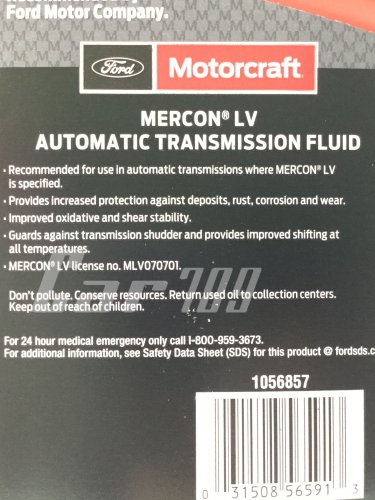 Ford Motor Company.
Ford Motorcraft
MERCON® LV
AUTOMATIC TRANSMISSION FLUID
• Recommended for use in automatic transmissions where MERCON® LV
is specified.
• Provides increased protection against deposits, rust, corrosion and wear.
• Improved oxidative and shear stability.
• Guards against transmission shudder and provides improved shifting at
all temperatures.
• MERCON® LV license no. MLV070701.
Don't pollute. Conserve resources. Return used oil to collection centers.
Keep out of reach of children.
For 24 hour medical emergency only call 1-800-959-3673.
For additional information, see Safety Data Sheet (SDS) for this product @ fordsds.c
1056857
0 31508 56591 3